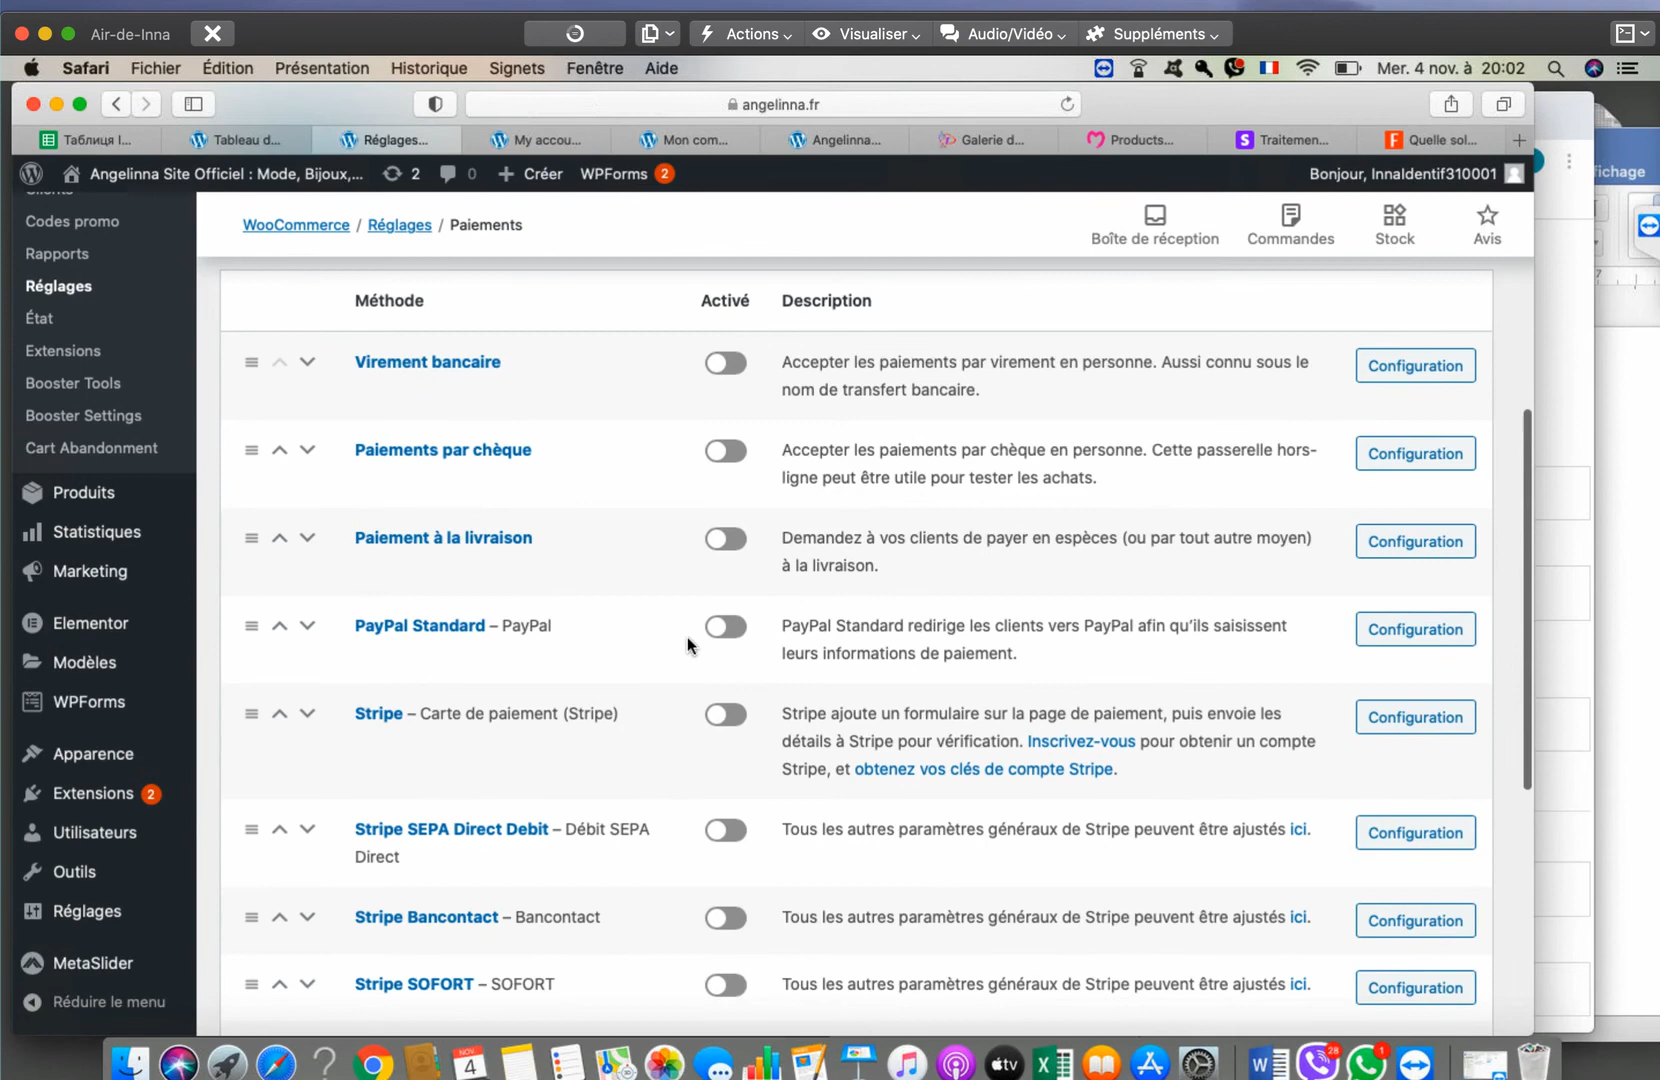 Air-de-Inna
Actions
Visualiser
Audio/Vidéo
Suppléments
Safari Fichier Édition Présentation Historique Signets Fenêtre Aide
Mer. 4 nov. à 20:02
angelinna.fr
Таблиця І...
Tableau d...
Réglages...
My accou...
Mon com...
Angelinna...
Galerie d...
Products...
Traitemen...
Quelle sol...
Angelinna Site Officiel : Mode, Bijoux,...
2
0
Créer
WPForms 2
Bonjour, InnaIdentif310001
fichage
Codes promo
Rapports
Réglages
État
Extensions
Booster Tools
Booster Settings
Cart Abandonment
Produits
Statistiques
Marketing
Elementor
Modèles
WPForms
Apparence
Extensions 2
Utilisateurs
Outils
Réglages
MetaSlider
Réduire le menu
WooCommerce / Réglages / Paiements
Boîte de réception
Commandes
Stock
Avis
Méthode Activé Description
Virement bancaire
Accepter les paiements par virement en personne. Aussi connu sous le
nom de transfert bancaire.
Configuration
Paiements par chèque
Accepter les paiements par chèque en personne. Cette passerelle hors-
ligne peut être utile pour tester les achats.
Configuration
Paiement à la livraison
Demandez à vos clients de payer en espèces (ou par tout autre moyen)
à la livraison.
Configuration
PayPal Standard – PayPal
PayPal Standard redirige les clients vers PayPal afin qu'ils saisissent
leurs informations de paiement.
Configuration
Stripe – Carte de paiement (Stripe)
Stripe ajoute un formulaire sur la page de paiement, puis envoie les
détails à Stripe pour vérification. Inscrivez-vous pour obtenir un compte
Stripe, et obtenez vos clés de compte Stripe.
Configuration
Stripe SEPA Direct Debit – Débit SEPA
Direct
Tous les autres paramètres généraux de Stripe peuvent être ajustés ici.
Configuration
Stripe Bancontact – Bancontact
Tous les autres paramètres généraux de Stripe peuvent être ajustés ici.
Configuration
Stripe SOFORT – SOFORT
Tous les autres paramètres généraux de Stripe peuvent être ajustés ici.
Configuration
NOV
4
tv
28
1